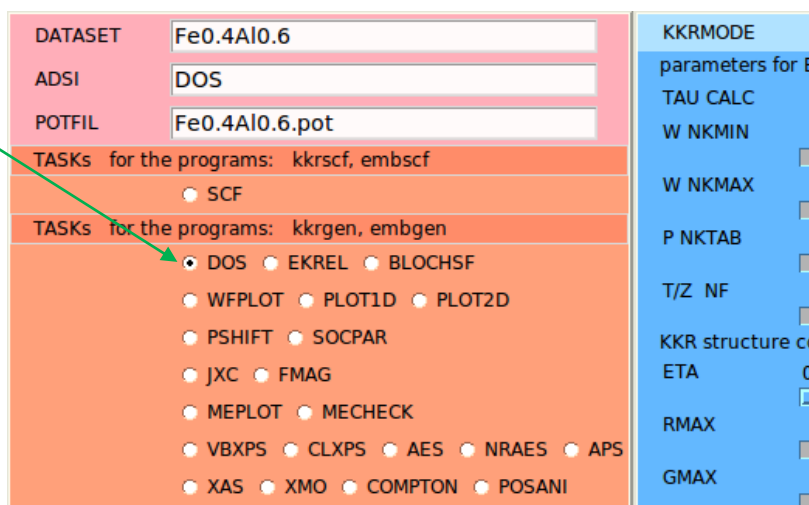 DATASET Fe0.4Al0.6
ADSI DOS
POTFIL Fe0.4Al0.6.pot
TASKs for the programs: kkrscf, embscf
SCF
TASKs for the programs: kkrgen, embgen
DOS EKREL BLOCHSF
WFPLOT PLOT1D PLOT2D
PSHIFT SOCPAR
JXC FMAG
MEPLOT MECHECK
VBXPS CLXPS AES NRAES APS
XAS XMO COMPTON POSANI
KKRMODE
parameters for
TAU CALC
W NKMIN
W NKMAX
P NKTAB
T/Z NF
KKR structure
ETA
RMAX
GMAX